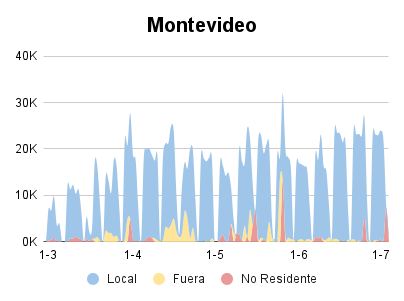 Montevideo
40K
30K
20K
10K
0K
1-3 1-4 1-5 1-6 1-7
Local Fuera No Residente